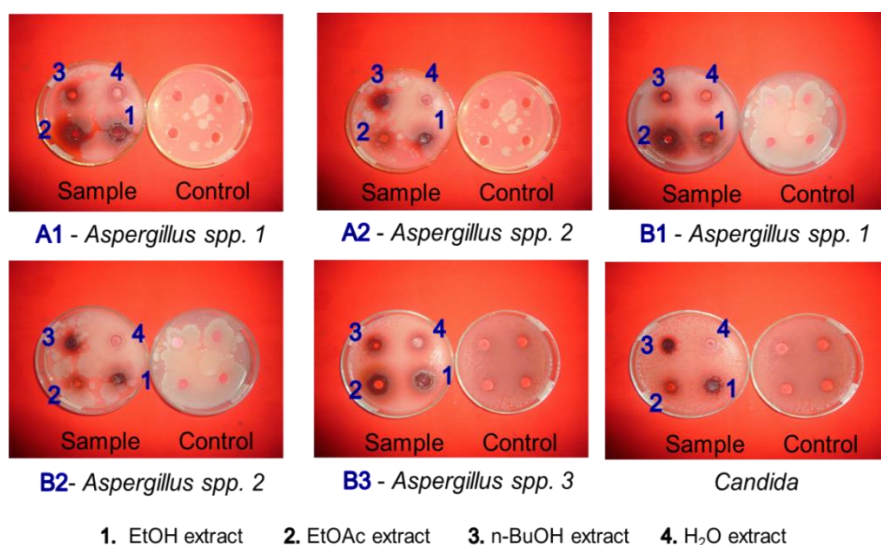 3 4 3 4 3 4
2 1 2 1 2 1
Sample Control Sample Control Sample Control
A1 - Aspergillus spp. 1 A2 - Aspergillus spp. 2 B1 - Aspergillus spp. 1
3 4 3 4 3 4
2 1 2 1 2 1
Sample Control Sample Control Sample Control
B2- Aspergillus spp. 2 B3 - Aspergillus spp. 3 Candida
1. EtOH extract 2. EtOAc extract 3. n-BuOH extract 4. H₂O extract